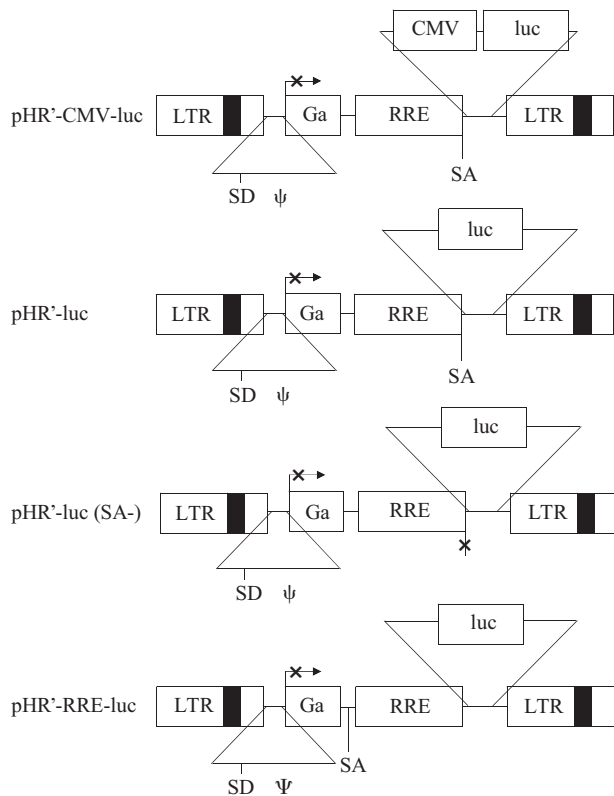 CMV luc
pHR'-CMV-luc LTR Ga RRE LTR
SD ψ SA
luc
pHR'-luc LTR Ga RRE LTR
SD ψ SA
luc
pHR'-luc (SA-) LTR Ga RRE LTR
SD ψ
luc
pHR'-RRE-luc LTR Ga RRE LTR
SD Ψ SA